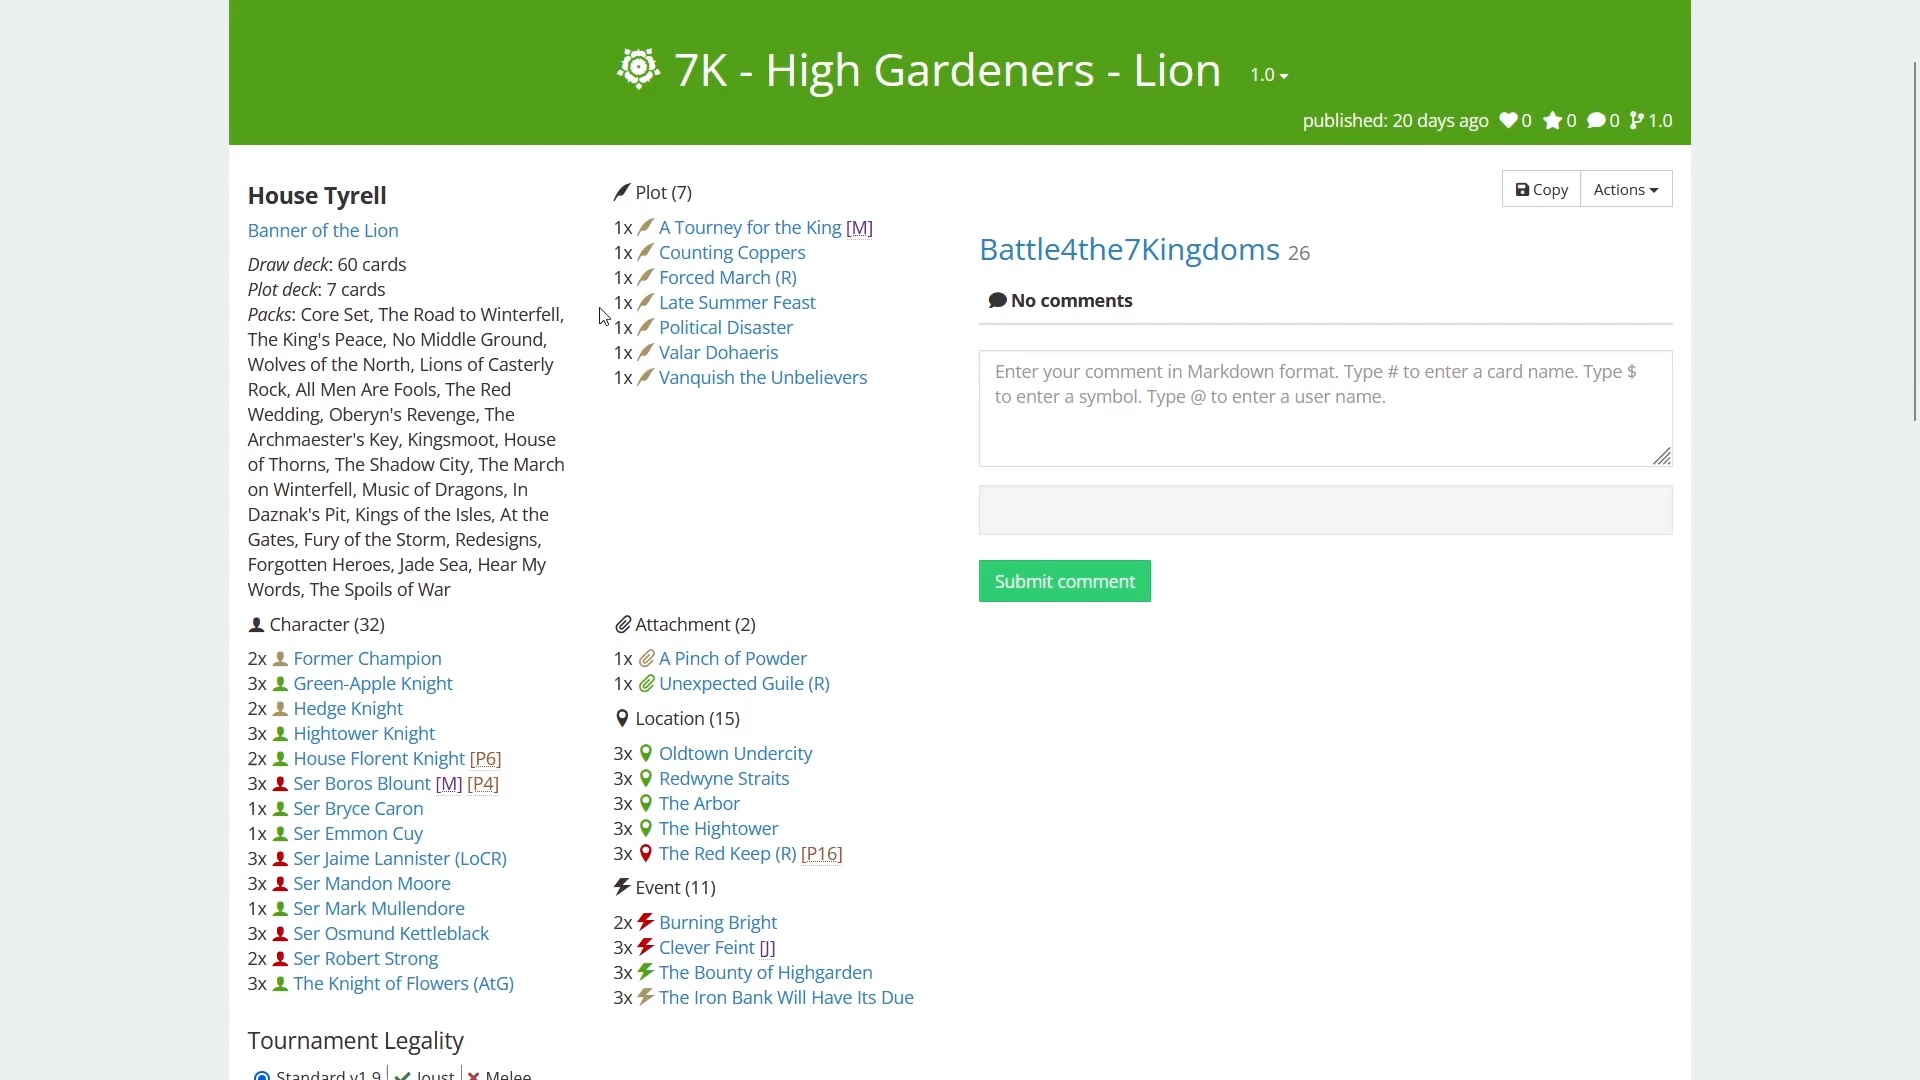 7K - High Gardeners - Lion 1.0
published: 20 days ago 0 0 0 1.0
House Tyrell
Banner of the Lion
Draw deck: 60 cards
Plot deck: 7 cards
Packs: Core Set, The Road to Winterfell,
The King's Peace, No Middle Ground,
Wolves of the North, Lions of Casterly
Rock, All Men Are Fools, The Red
Wedding, Oberyn's Revenge, The
Archmaester's Key, Kingsmoot, House
of Thorns, The Shadow City, The March
on Winterfell, Music of Dragons, In
Daznak's Pit, Kings of the Isles, At the
Gates, Fury of the Storm, Redesigns,
Forgotten Heroes, Jade Sea, Hear My
Words, The Spoils of War
Plot (7)
1x A Tourney for the King [M]
1x Counting Coppers
1x Forced March (R)
1x Late Summer Feast
1x Political Disaster
1x Valar Dohaeris
1x Vanquish the Unbelievers
Character (32)
2x Former Champion
3x Green-Apple Knight
2x Hedge Knight
3x Hightower Knight
2x House Florent Knight [P6]
3x Ser Boros Blount [M] [P4]
1x Ser Bryce Caron
1x Ser Emmon Cuy
3x Ser Jaime Lannister (LoCR)
3x Ser Mandon Moore
1x Ser Mark Mullendore
3x Ser Osmund Kettleblack
2x Ser Robert Strong
3x The Knight of Flowers (AtG)
Attachment (2)
1x A Pinch of Powder
1x Unexpected Guile (R)
Location (15)
3x Oldtown Undercity
3x Redwyne Straits
3x The Arbor
3x The Hightower
3x The Red Keep (R) [P16]
Event (11)
2x Burning Bright
3x Clever Feint [J]
3x The Bounty of Highgarden
3x The Iron Bank Will Have Its Due
Copy Actions
Battle4the7Kingdoms 26
No comments
Enter your comment in Markdown format. Type # to enter a card name. Type $
to enter a symbol. Type @ to enter a user name.
Submit comment
Tournament Legality
Standard v1.9 Joust Melee